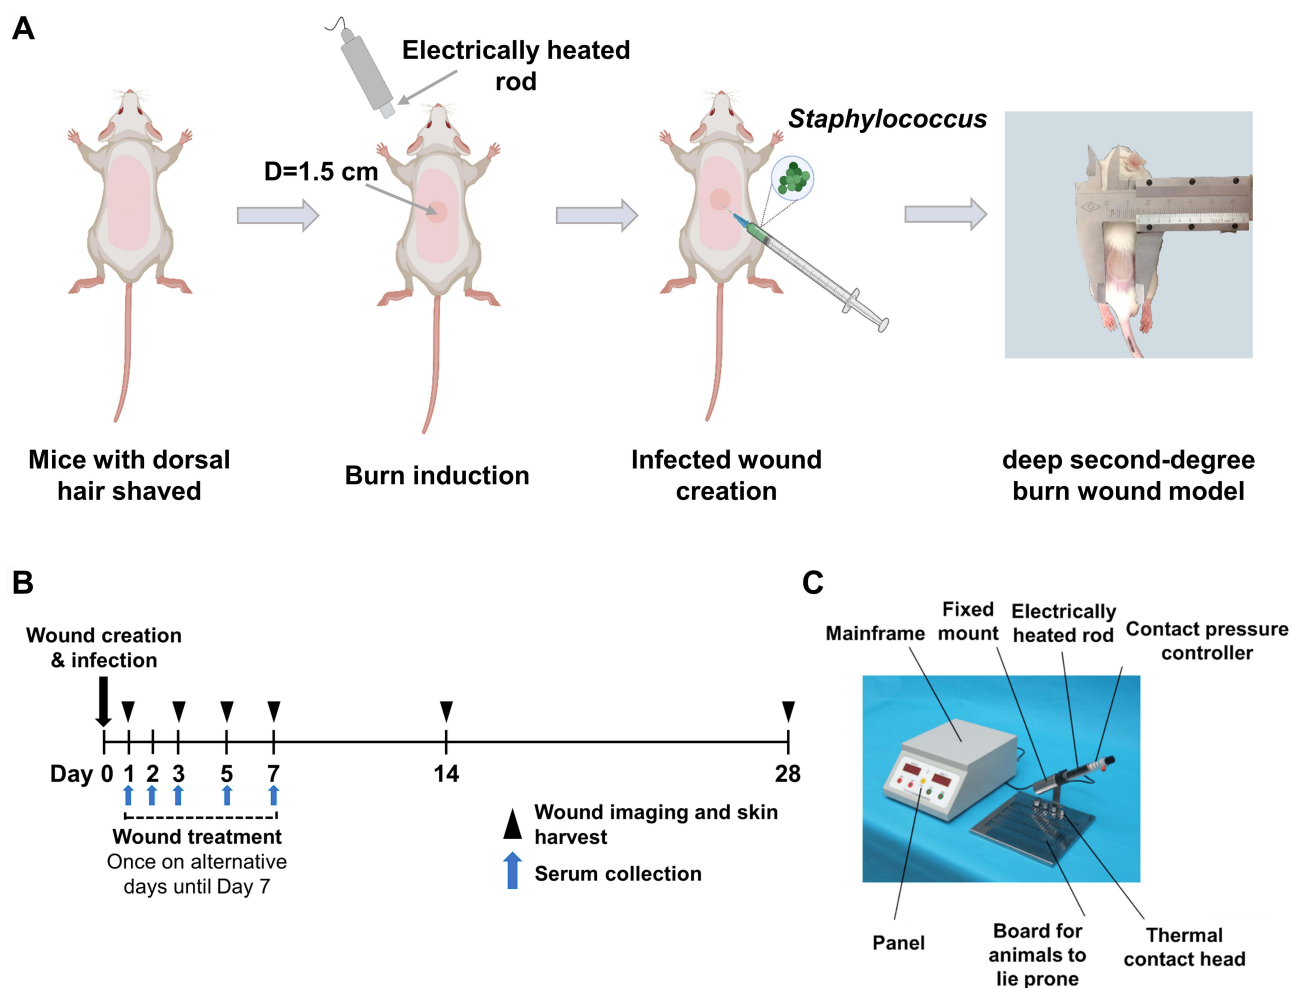 A
Electrically heated
rod
Staphylococcus
D=1.5 cm
Mice with dorsal
hair shaved
Burn induction
Infected wound
creation
deep second-degree
burn wound model
B
Wound creation
& infection
Day 0 1 2 3 5 7 14 28
Wound treatment
Once on alternative
days until Day 7
Wound imaging and skin
harvest
Serum collection
C
Mainframe
Fixed
mount
Electrically
heated rod
Contact pressure
controller
Panel
Board for
animals to
lie prone
Thermal
contact head